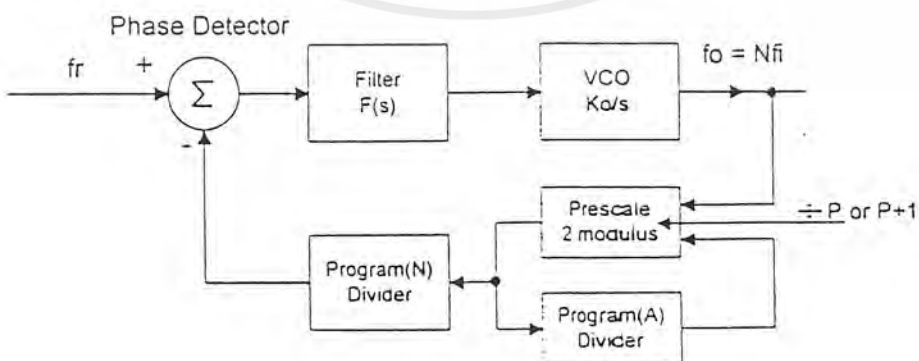 Phase Detector
fr
+
Σ
-
Filter
F(s)
VCO
Ko/s
fo = Nfi
Prescale
2 modulus
÷ P or P+1
Program(N)
Divider
Program(A)
Divider